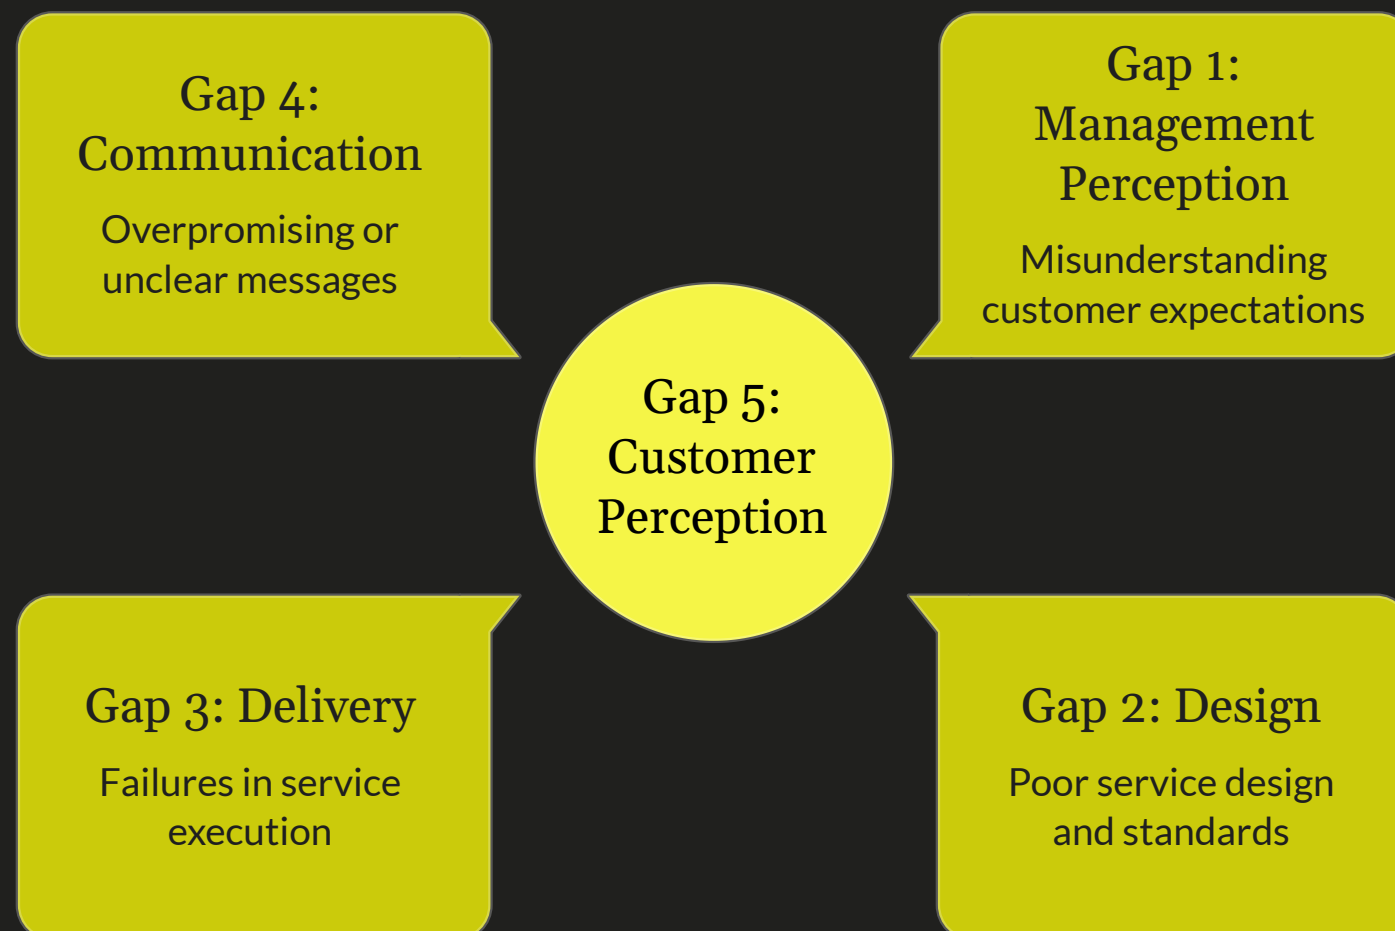 Gap 4:
Communication
Overpromising or
unclear messages
Gap 1:
Management
Perception
Misunderstanding
customer expectations
Gap 5:
Customer
Perception
Gap 3: Delivery
Failures in service
execution
Gap 2: Design
Poor service design
and standards